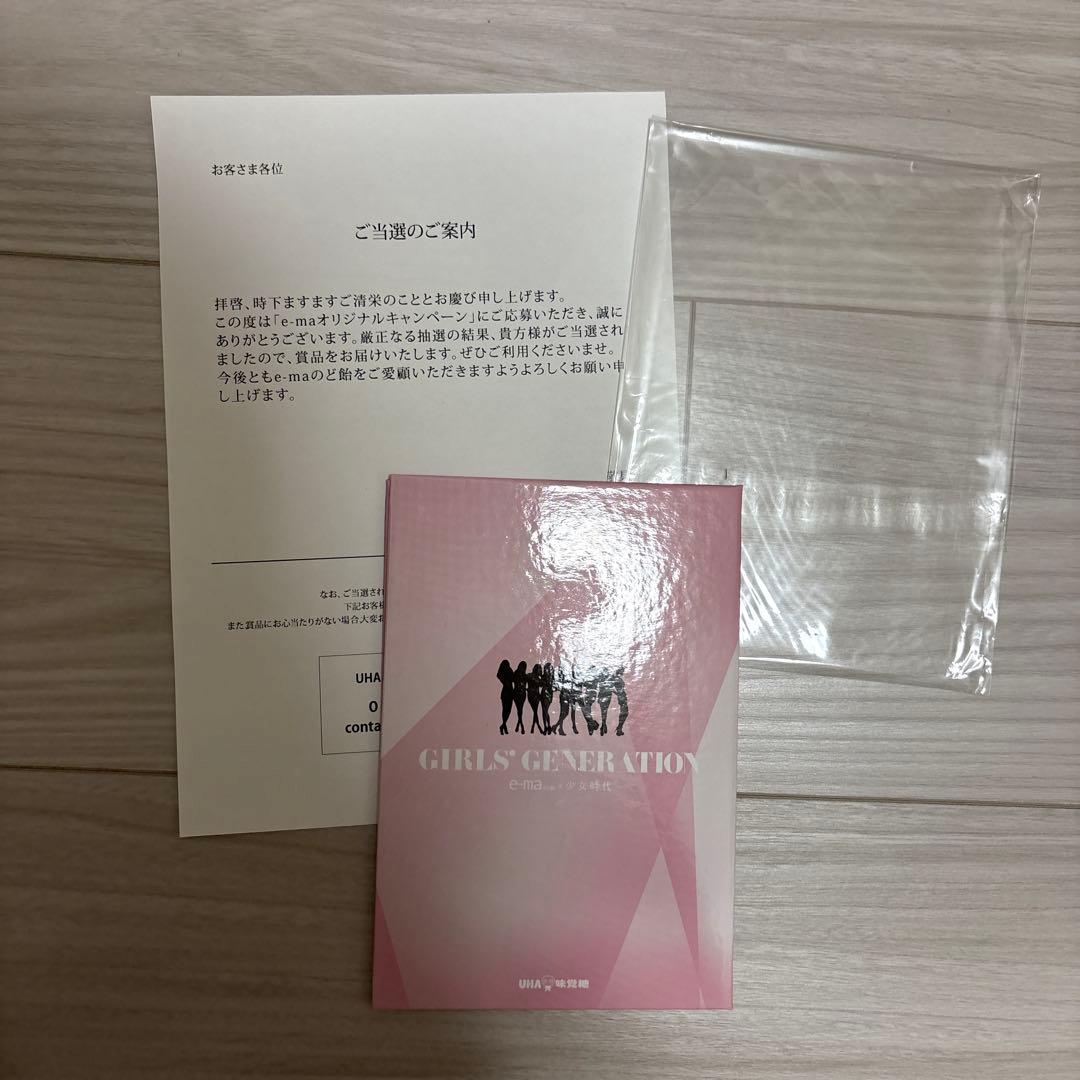 お客さま各位
ご当選のご案内
拝啓、時下ますますご清栄のこととお慶び申し上げます。
この度は「e-maオリジナルキャンペーン」にご応募いただき、誠に
ありがとうございます。厳正なる抽選の結果、貴方様がご当選され
ましたので、賞品をお届けいたします。ぜひご利用くださいませ。
今後ともe-maのど飴をご愛顧いただきますようよろしくお願い申
し上げます。
なお、ご当選され
下記お客様
また賞品にお心当たりがない場合、大変お
UHA
0
conta
GIRLS' GENERATION
e-ma × 少女時代
UHA味覚糖